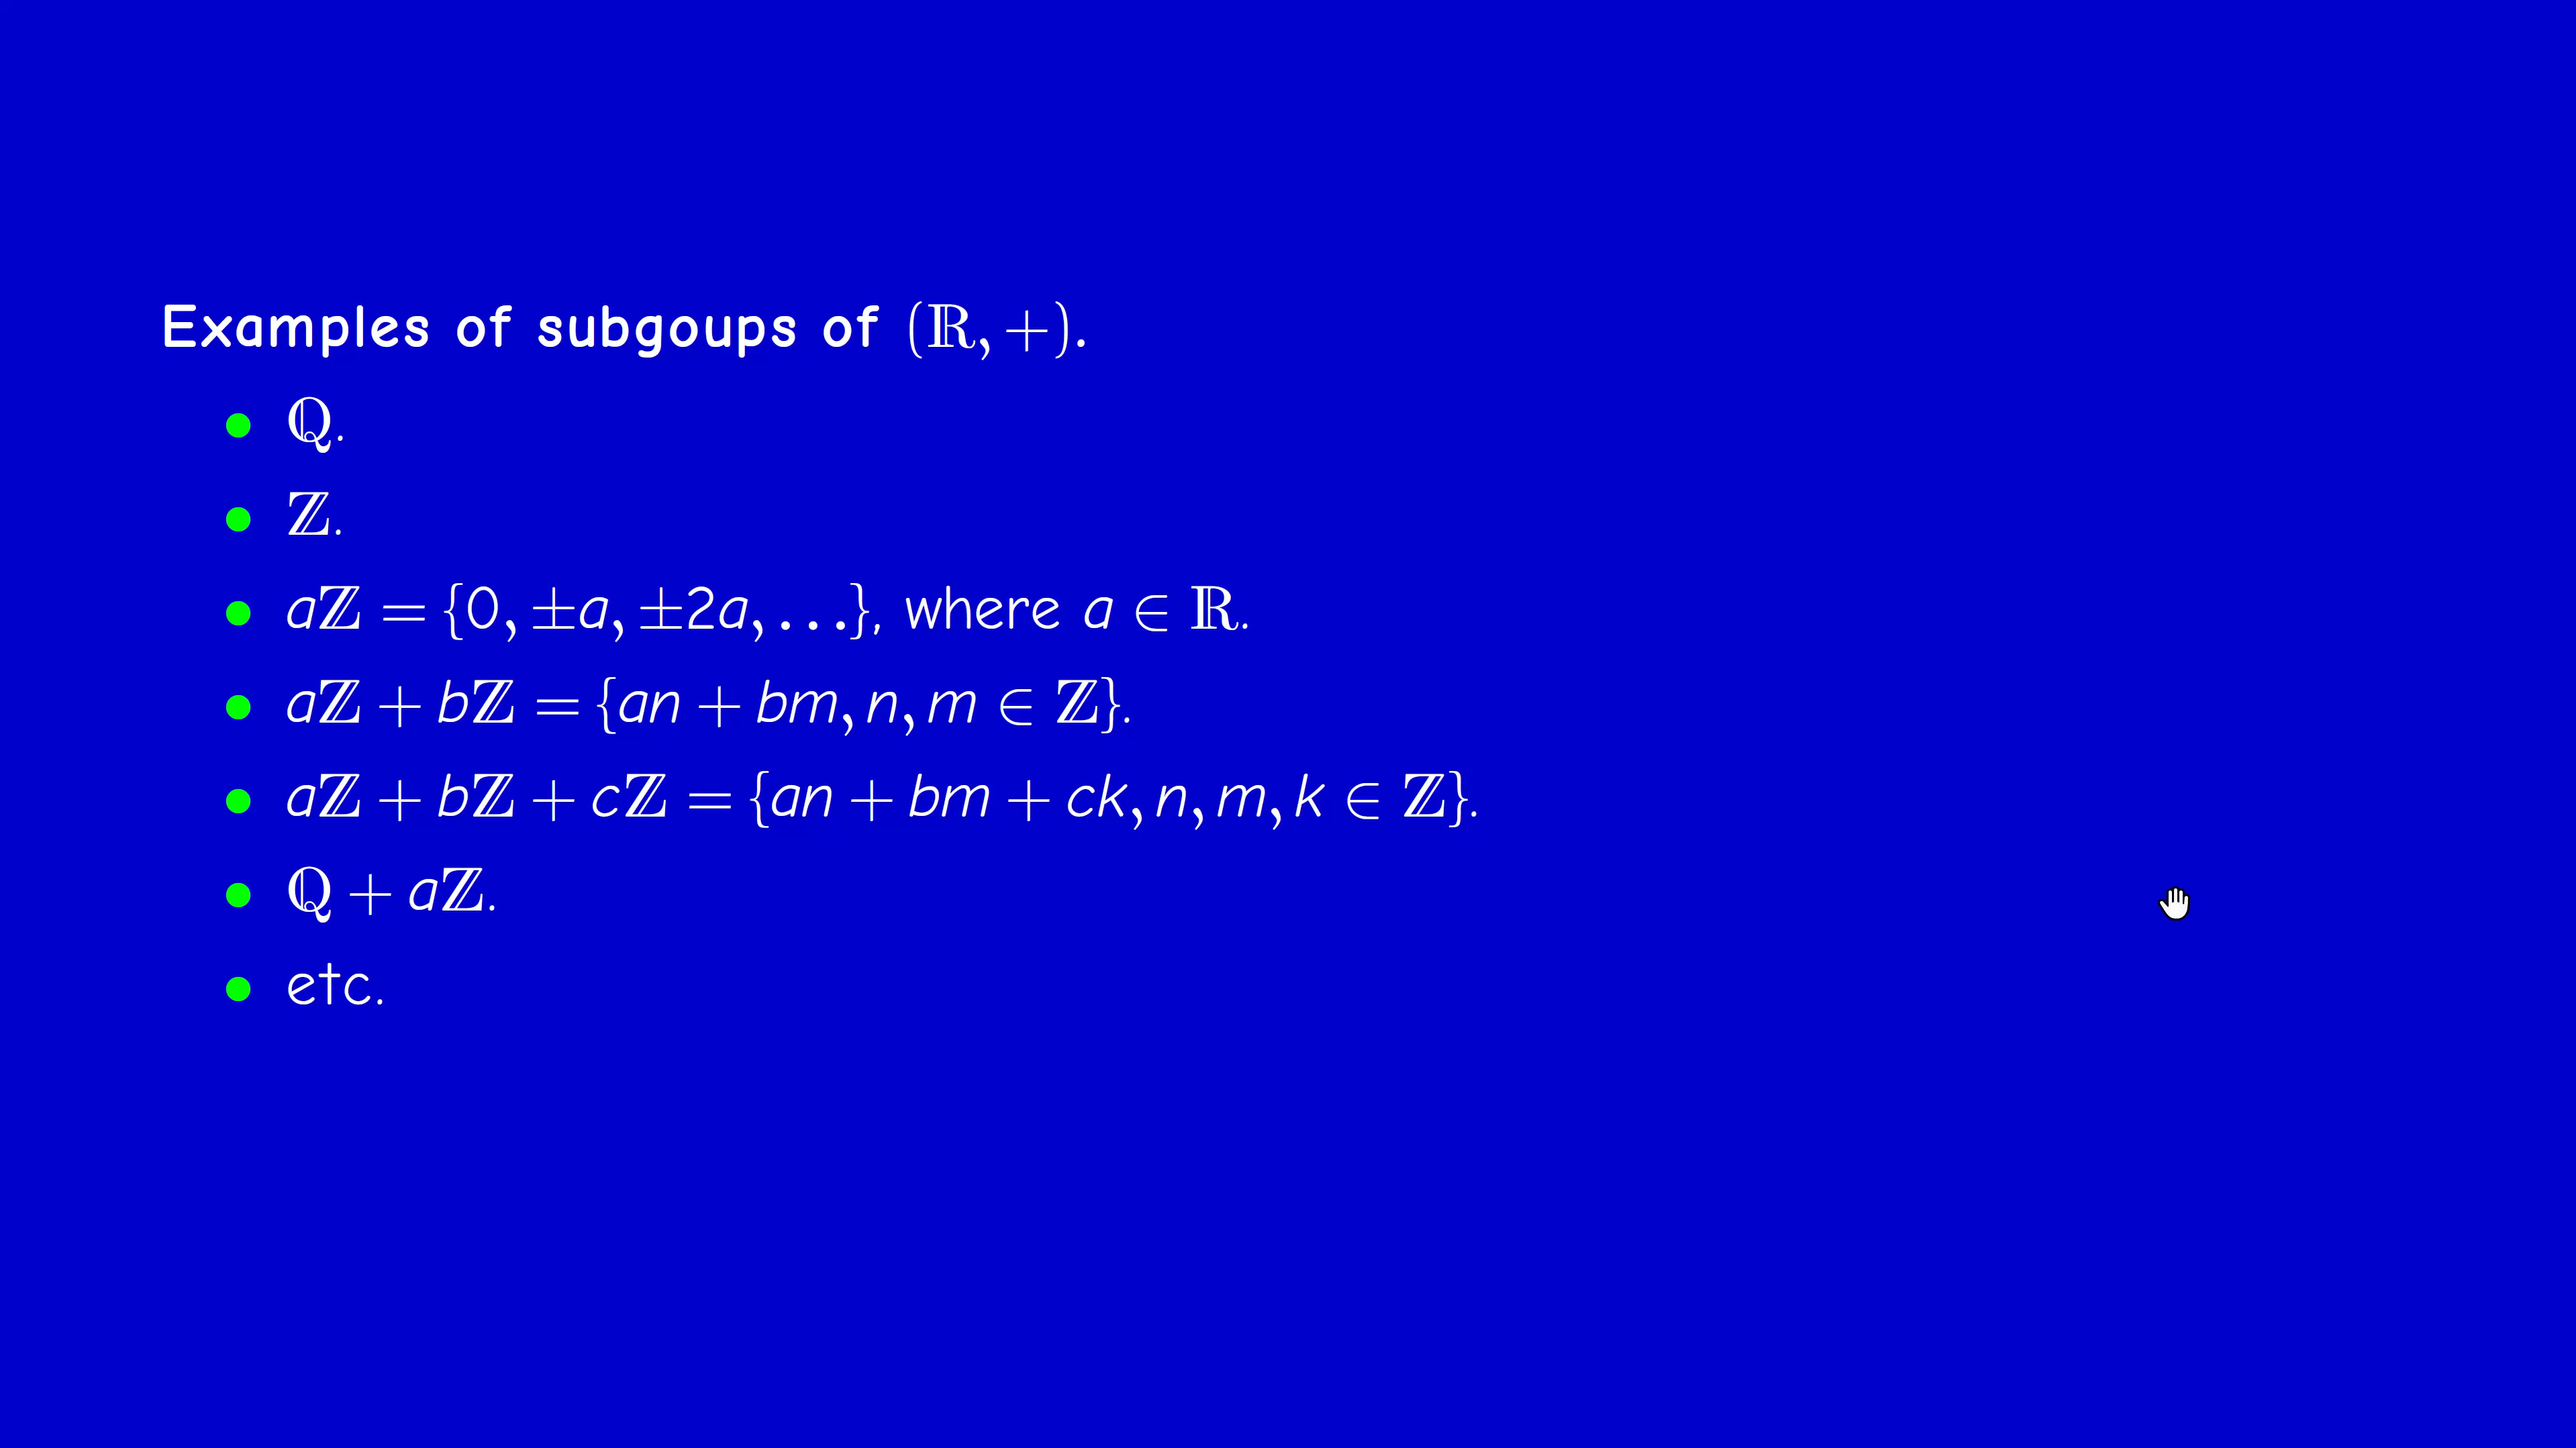 Examples of subgoups of (ℝ, +).
• ℚ.
• ℤ.
• aℤ = {0, ±a, ±2a, …}, where a ∈ ℝ.
• aℤ + bℤ = {an + bm, n, m ∈ ℤ}.
• aℤ + bℤ + cℤ = {an + bm + ck, n, m, k ∈ ℤ}.
• ℚ + aℤ.
• etc.